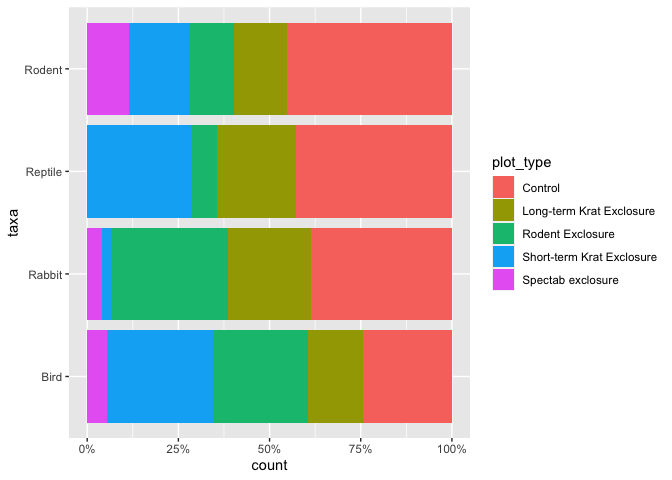 Rodent
Reptile
Rabbit
Bird
taxa
0% 25% 50% 75% 100%
count
plot_type
Control
Long-term Krat Exclosure
Rodent Exclosure
Short-term Krat Exclosure
Spectab exclosure